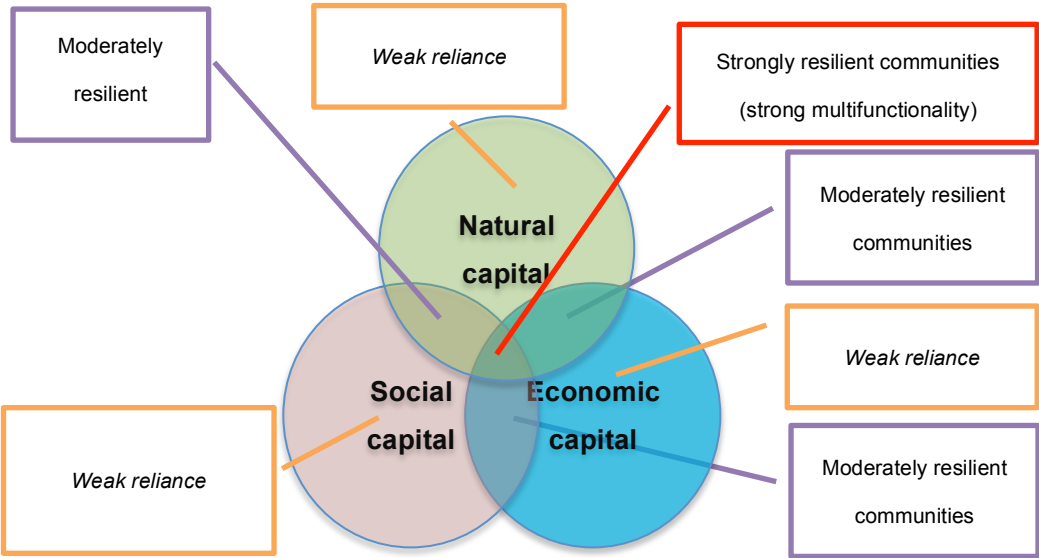 Moderately
resilient
Weak reliance
Strongly resilient communities
(strong multifunctionality)
Moderately resilient
communities
Natural
capital
Weak reliance
Social
capital
Economic
capital
Weak reliance
Moderately resilient
communities